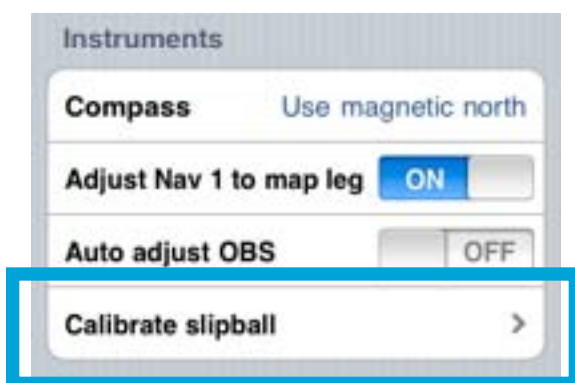 Instruments
Compass Use magnetic north
Adjust Nav 1 to map leg ON
Auto adjust OBS OFF
Calibrate slipball